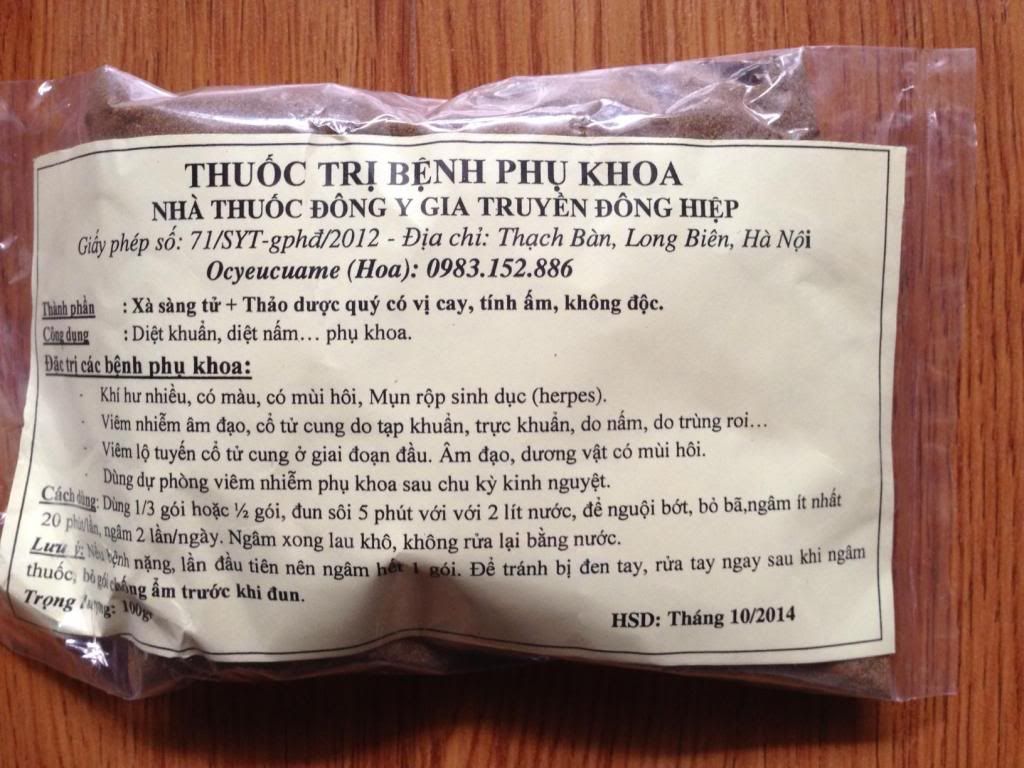 THUỐC TRỊ BỆNH PHỤ KHOA
NHÀ THUỐC ĐÔNG Y GIA TRUYỀN ĐÔNG HIỆP
Giấy phép số: 71/SYT-gphđ/2012 - Địa chỉ: Thạch Bàn, Long Biên, Hà Nội
Ocyeucuame (Hoa): 0983.152.886
Thành phần : Xà sàng tử + Thảo dược quý có vị cay, tính ấm, không độc.
Công dụng : Diệt khuẩn, diệt nấm… phụ khoa.
Đặc trị các bệnh phụ khoa:
· Khí hư nhiều, có màu, có mùi hôi, Mụn rộp sinh dục (herpes).
· Viêm nhiễm âm đạo, cổ tử cung do tạp khuẩn, trực khuẩn, do nấm, do trùng roi…
· Viêm lộ tuyến cổ tử cung ở giai đoạn đầu. Âm đạo, dương vật có mùi hôi.
· Dùng dự phòng viêm nhiễm phụ khoa sau chu kỳ kinh nguyệt.
Cách dùng: Dùng 1/3 gói hoặc ½ gói, đun sôi 5 phút với với 2 lít nước, để nguội bớt, bỏ bã,ngâm ít nhất
20 phút/lần, ngâm 2 lần/ngày. Ngâm xong lau khô, không rửa lại bằng nước.
Lưu ý: Nếu bệnh nặng, lần đầu tiên nên ngâm hết 1 gói. Để tránh bị đen tay, rửa tay ngay sau khi ngâm
thuốc, bỏ gói chống ẩm trước khi đun.
Trọng lượng: 100gr
HSD: Tháng 10/2014